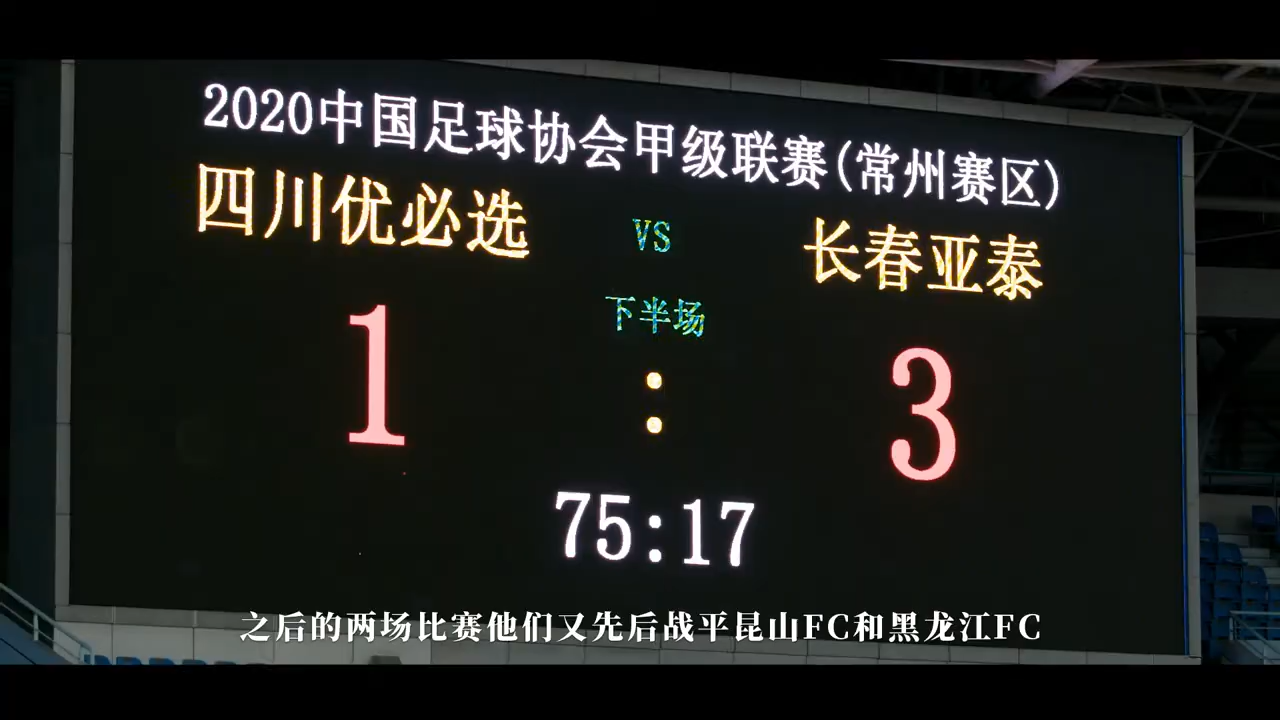 2020中国足球协会甲级联赛(常州赛区)
四川优必选 VS 长春亚泰
下半场
1 : 3
75:17
之后的两场比赛他们又先后战平昆山FC和黑龙江FC